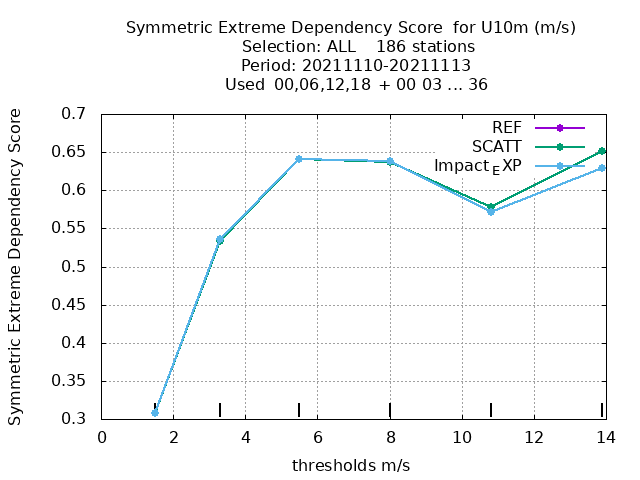 Symmetric Extreme Dependency Score for U10m (m/s)
Selection: ALL 186 stations
Period: 20211110-20211113
Used 00,06,12,18 + 00 03 ... 36
Symmetric Extreme Dependency Score
0.7
0.65
0.6
0.55
0.5
0.45
0.4
0.35
0.3
REF
SCATT
Impact_EXP
0 2 4 6 8 10 12 14
thresholds m/s